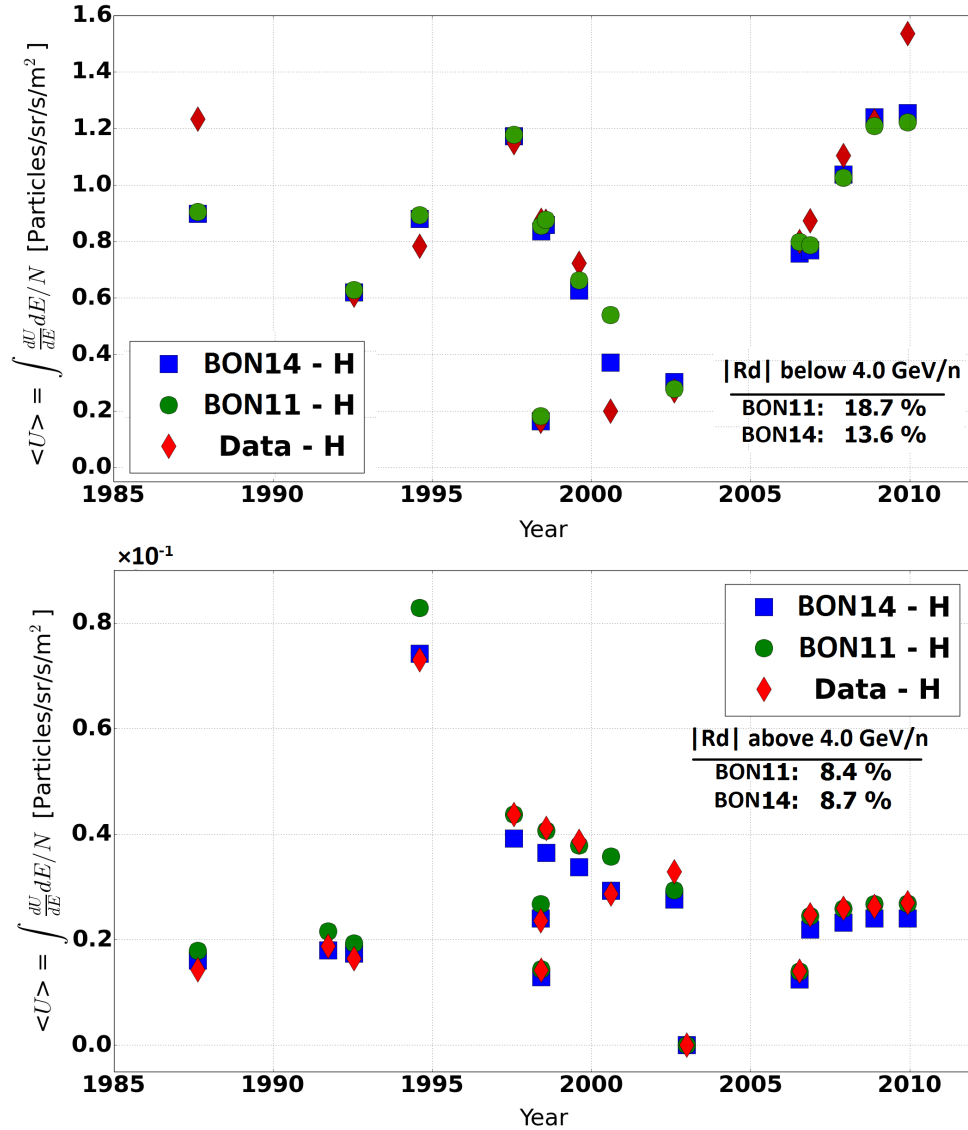 1.6
1.4
1.2
1.0
0.8
0.6
0.4
0.2
0.0
<U> = ∫ dU/dE dE/N [Particles/sr/s/m²]
BON14 - H
BON11 - H
Data - H
|Rd| below 4.0 GeV/n
BON11: 18.7 %
BON14: 13.6 %
1985 1990 1995 2000 2005 2010
Year
×10⁻¹
0.8
0.6
0.4
0.2
0.0
<U> = ∫ dU/dE dE/N [Particles/sr/s/m²]
BON14 - H
BON11 - H
Data - H
|Rd| above 4.0 GeV/n
BON11: 8.4 %
BON14: 8.7 %
1985 1990 1995 2000 2005 2010
Year